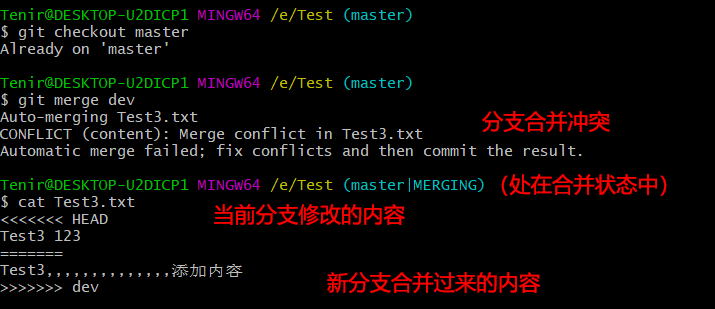 Tenir@DESKTOP-U2DICP1 MINGW64 /e/Test (master)
$ git checkout master
Already on 'master'
Tenir@DESKTOP-U2DICP1 MINGW64 /e/Test (master)
$ git merge dev
Auto-merging Test3.txt
CONFLICT (content): Merge conflict in Test3.txt
分支合并冲突
Automatic merge failed; fix conflicts and then commit the result.
Tenir@DESKTOP-U2DICP1 MINGW64 /e/Test (master|MERGING) (处在合并状态中)
$ cat Test3.txt
<<<<<<< HEAD
当前分支修改的内容
Test3 123
=======
Test3,,,,,,,,,,,,,,添加内容
>>>>>>> dev
新分支合并过来的内容